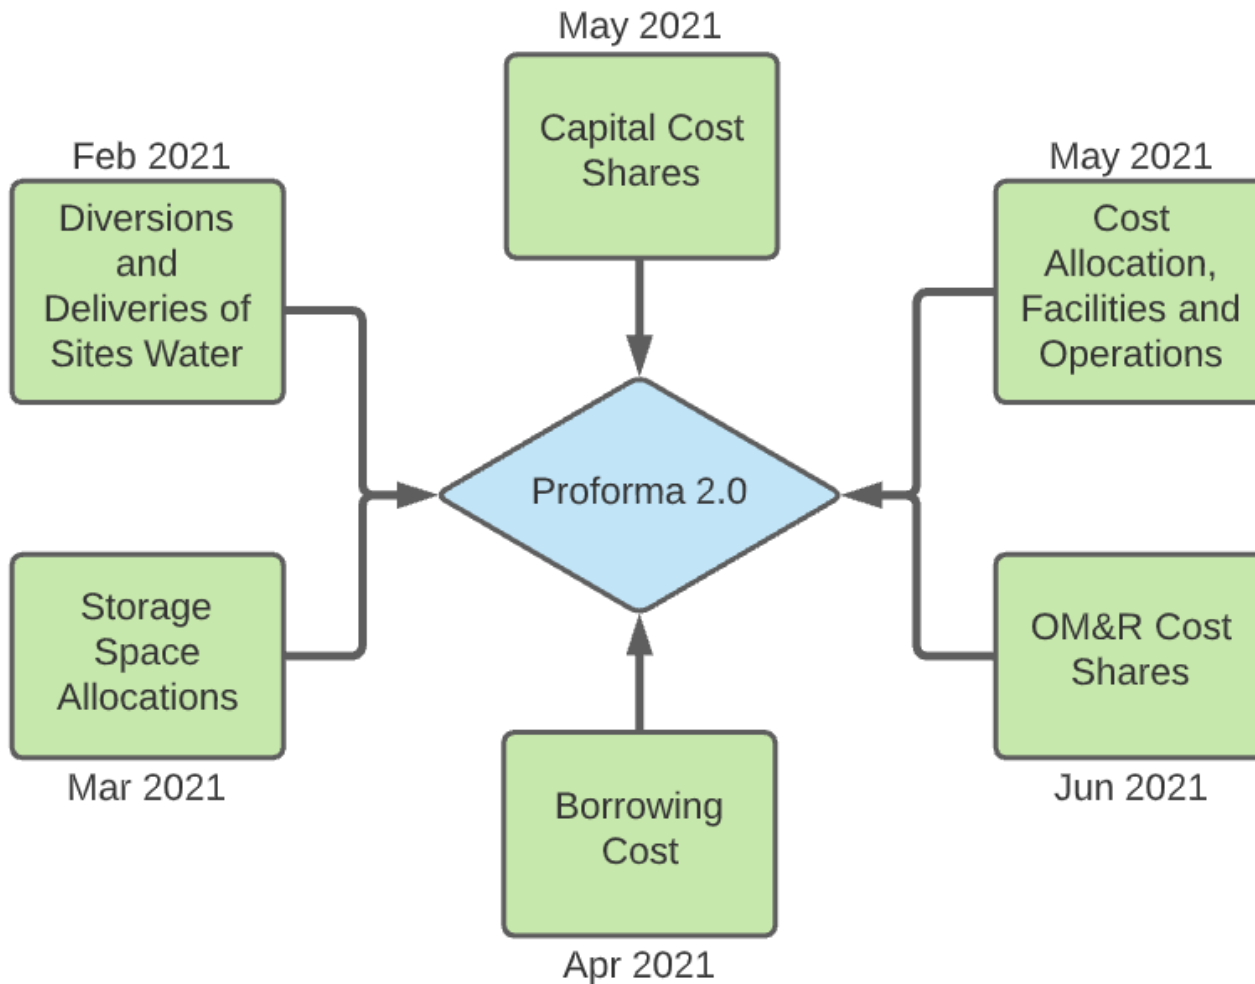 May 2021
Capital Cost
Shares
Feb 2021
Diversions
and
Deliveries of
Sites Water
May 2021
Cost
Allocation,
Facilities and
Operations
Proforma 2.0
Storage
Space
Allocations
Mar 2021
OM&R Cost
Shares
Jun 2021
Borrowing
Cost
Apr 2021